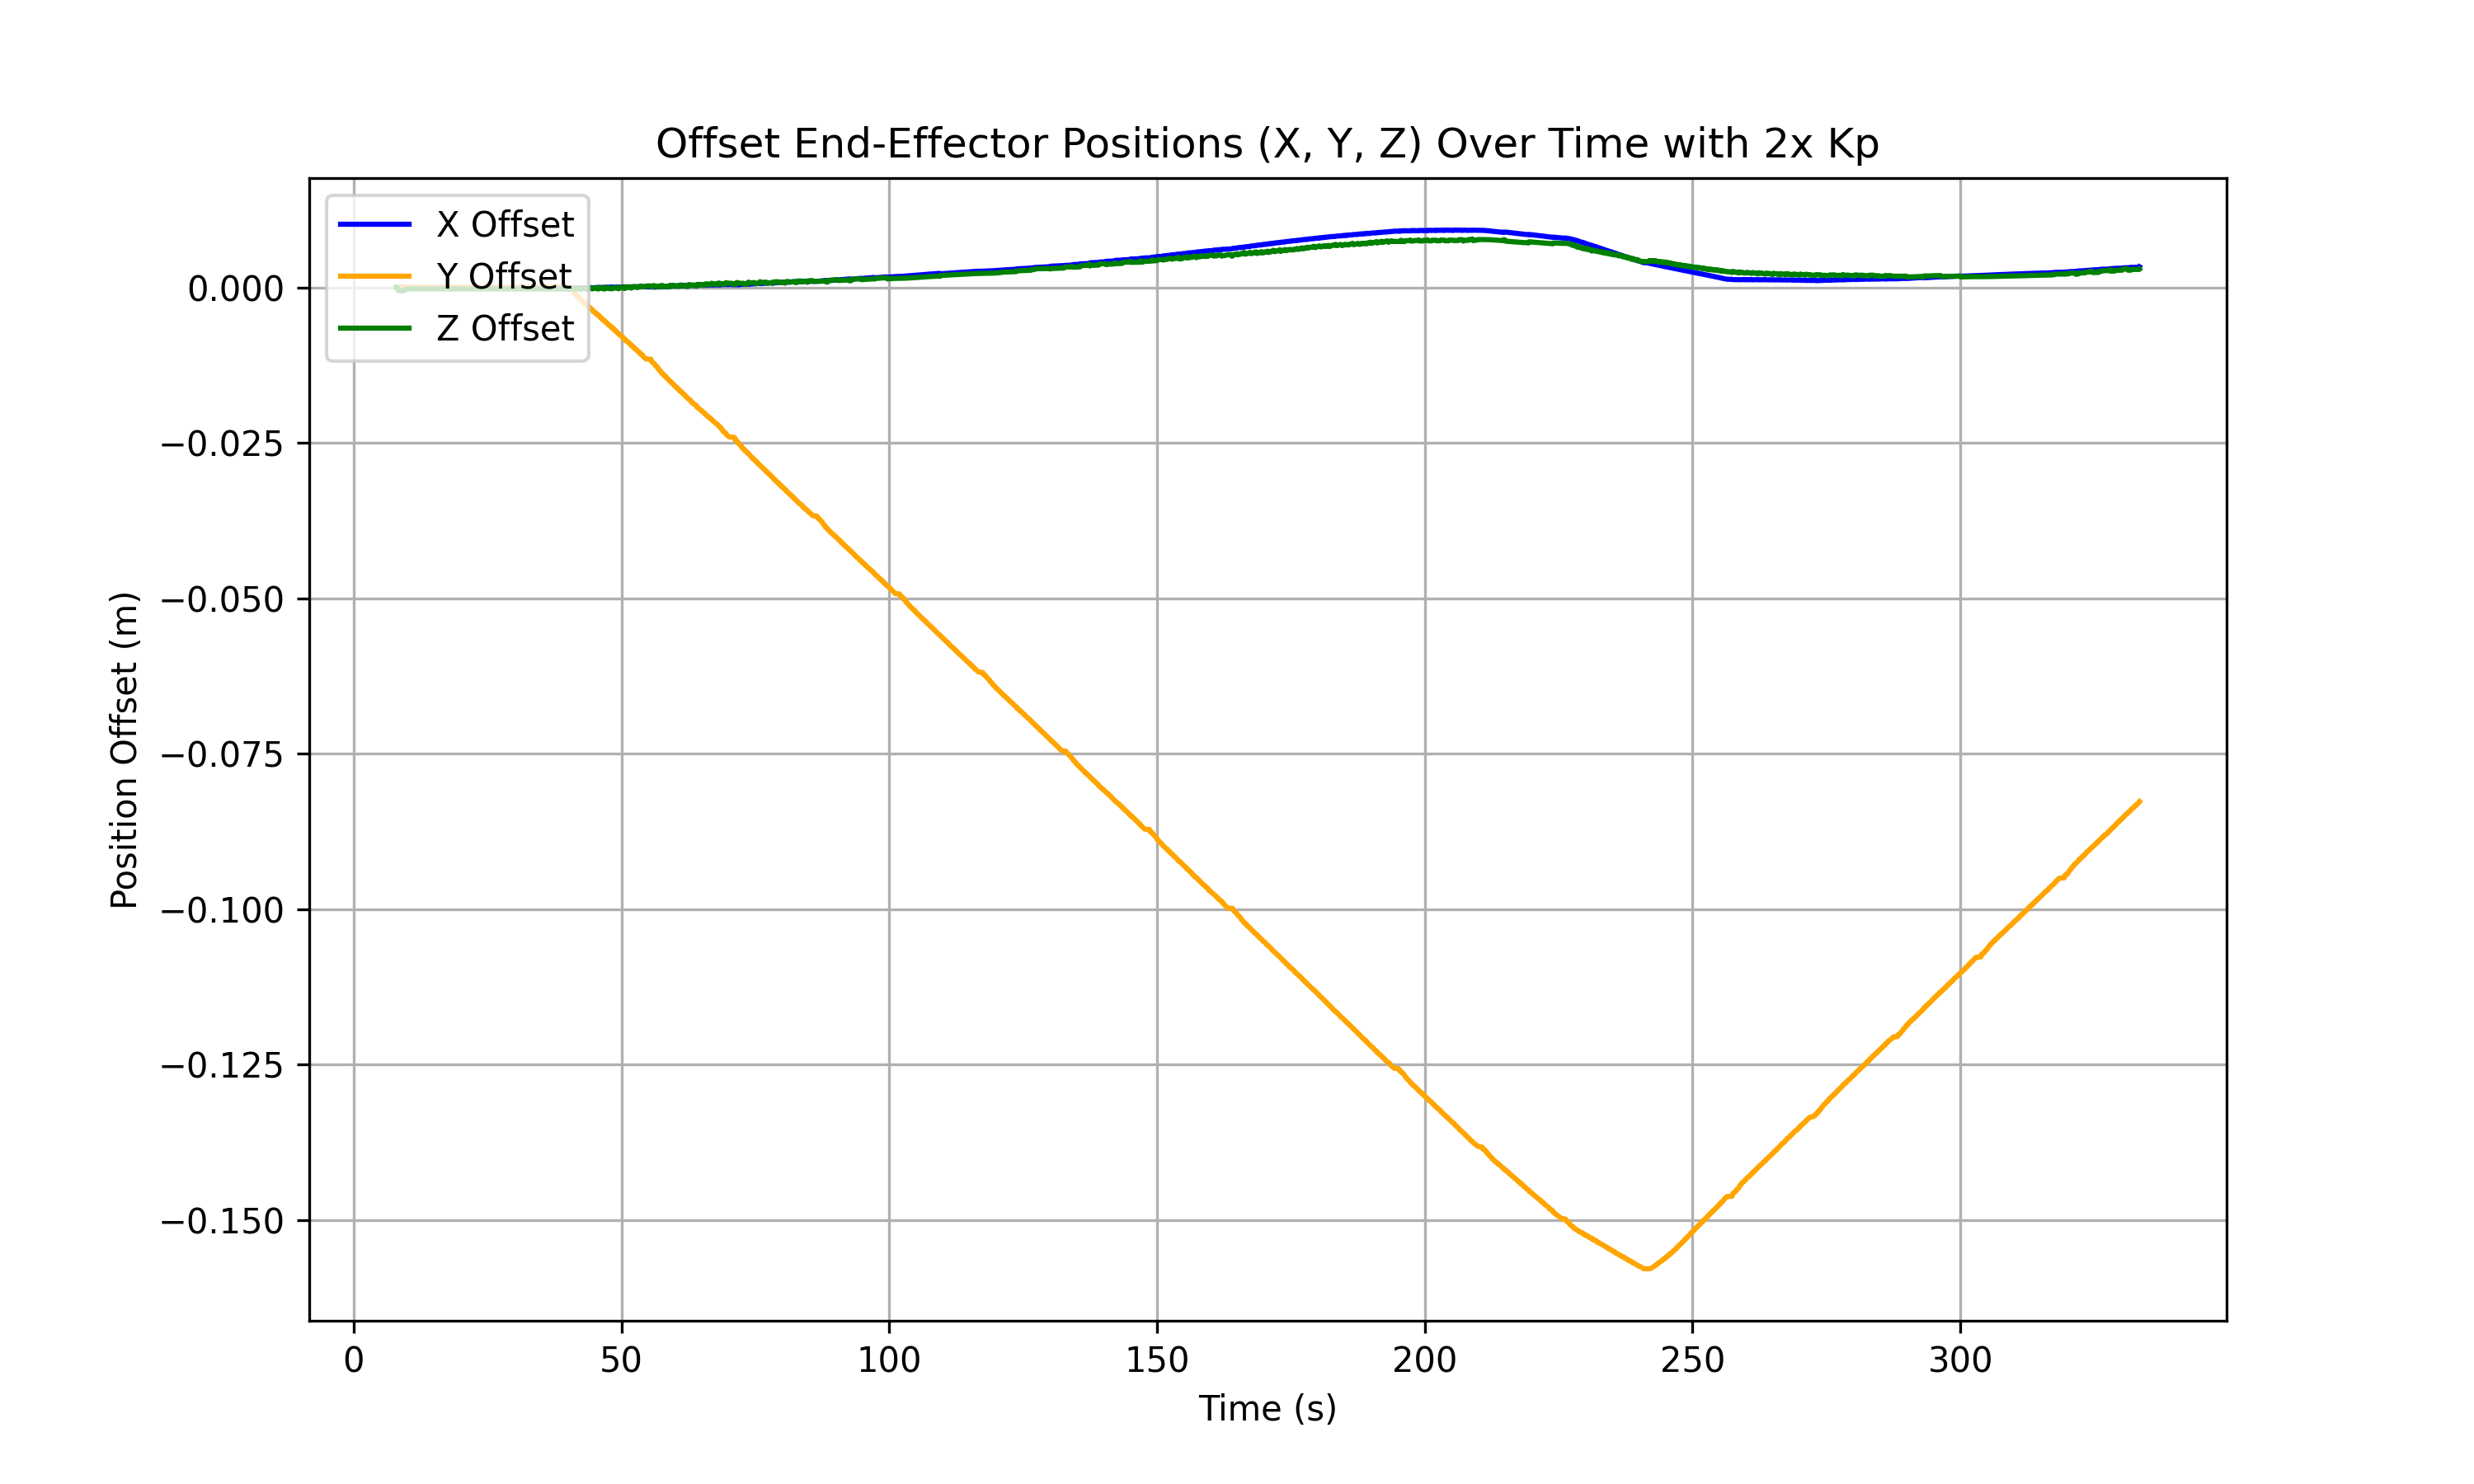 Offset End-Effector Positions (X, Y, Z) Over Time with 2x Kp
X Offset
Y Offset
Z Offset
0.000
−0.025
−0.050
−0.075
−0.100
−0.125
−0.150
Position Offset (m)
0 50 100 150 200 250 300
Time (s)